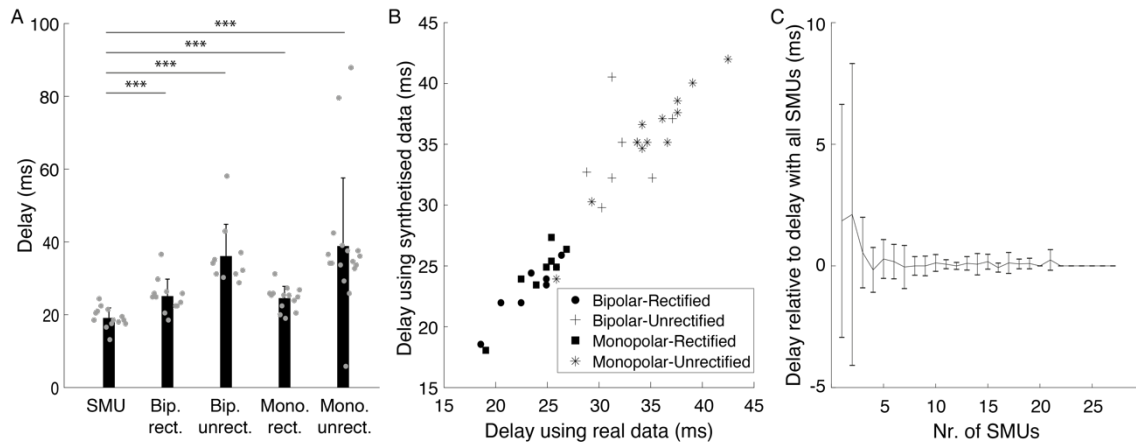 A
Delay (ms)
100
80
60
40
20
0
***
***
***
***
SMU
Bip. rect.
Bip. unrect.
Mono. rect.
Mono. unrect.
B
Delay using synthetised data (ms)
45
40
35
30
25
20
15
15 20 25 30 35 40 45
Delay using real data (ms)
Bipolar-Rectified
Bipolar-Unrectified
Monopolar-Rectified
Monopolar-Unrectified
C
Delay relative to delay with all SMUs (ms)
10
5
0
-5
5 10 15 20 25
Nr. of SMUs